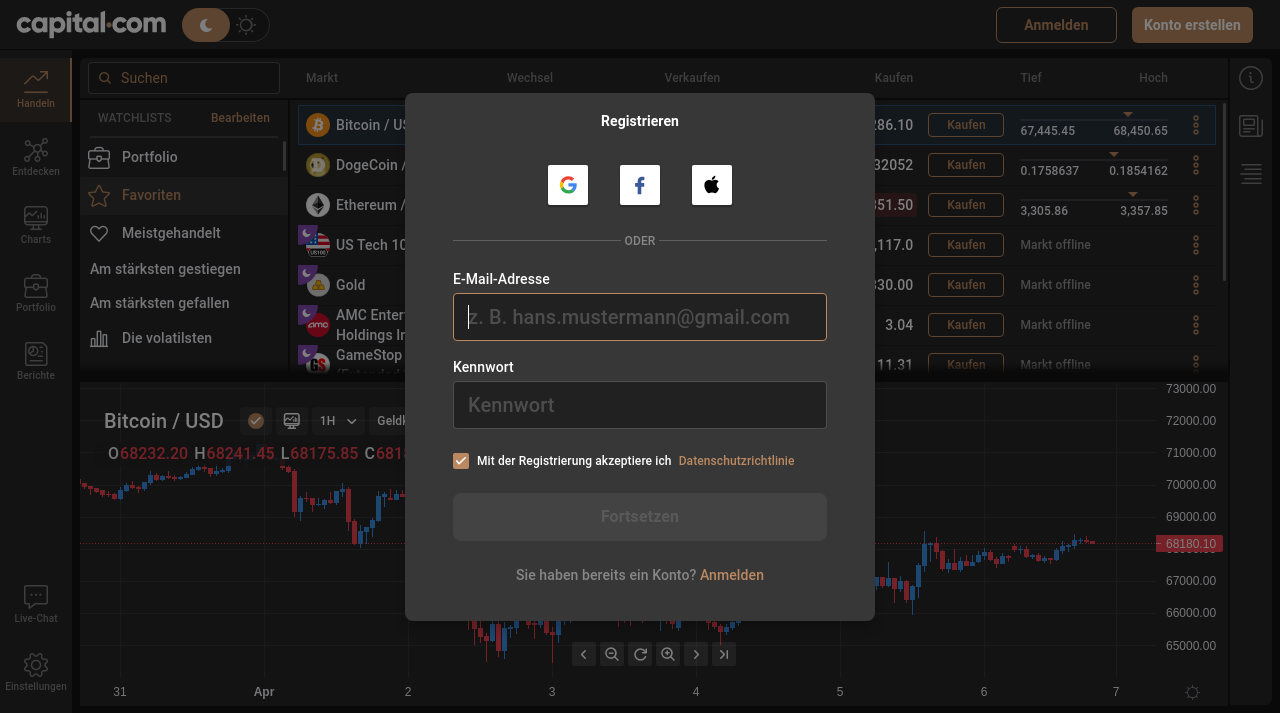 capital.com
Anmelden
Konto erstellen
Handeln
Entdecken
Charts
Portfolio
Berichte
Live-Chat
Einstellungen
Suchen
Markt
Wechsel
Verkaufen
Kaufen
Tief
Hoch
WATCHLISTS
Bearbeiten
Portfolio
Favoriten
Meistgehandelt
Am stärksten gestiegen
Am stärksten gefallen
Die volatilsten
Bitcoin / US
286.10
Kaufen
67,445.45
68,450.65
DogeCoin /
32052
Kaufen
0.1758637
0.1854162
Ethereum /
351.50
Kaufen
3,305.86
3,357.85
US Tech 10
,117.0
Kaufen
Markt offline
Gold
330.00
Kaufen
Markt offline
AMC Enter
Holdings In
3.04
Kaufen
Markt offline
GameStop
11.31
Kaufen
Markt offline
Registrieren
ODER
E-Mail-Adresse
z. B. hans.mustermann@gmail.com
Kennwort
Kennwort
Mit der Registrierung akzeptiere ich Datenschutzrichtlinie
Fortsetzen
Sie haben bereits ein Konto? Anmelden
Bitcoin / USD
1H
Geldk
O68232.20 H68241.45 L68175.85 C6818
73000.00
72000.00
71000.00
70000.00
69000.00
68180.10
67000.00
66000.00
65000.00
31
Apr
2
3
4
5
6
7